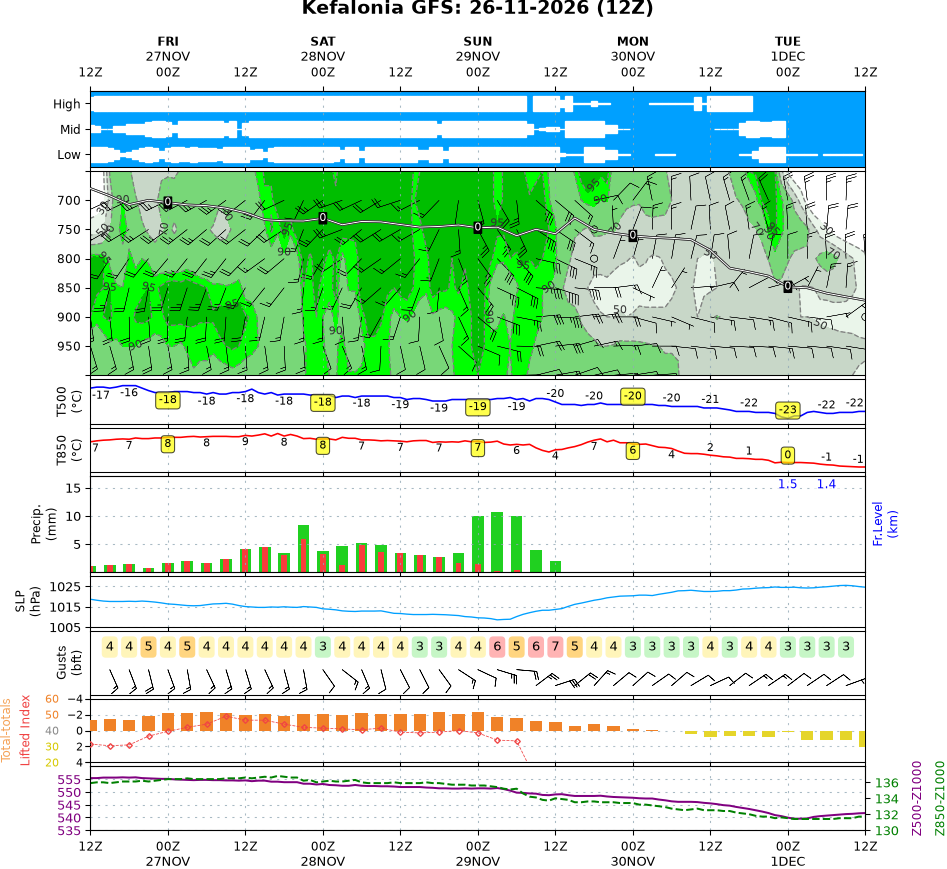 Kefalonia GFS: 26-11-2026 (12Z)
FRI SAT SUN MON TUE
27NOV 28NOV 29NOV 30NOV 1DEC
12Z 00Z 12Z 00Z 12Z 00Z 12Z 00Z 12Z 00Z 12Z
High
Mid
Low
700
750
800
850
900
950
0 0 0 0 0
T500 (°C)
-17 -16 -18 -18 -18 -18 -18 -18 -19 -19 -19 -19 -20 -20 -20 -20 -21 -22 -23 -22 -22
T850 (°C)
7 7 8 8 9 8 8 7 7 7 7 6 4 7 6 4 2 1 0 -1 -1
Precip. (mm)
15
10
5
1.5 1.4
Fr.Level (km)
SLP (hPa)
1025
1015
1005
Gusts (bft)
4 4 5 4 5 4 4 4 4 4 4 3 4 4 4 4 3 3 4 4 6 5 6 7 5 4 4 3 3 3 3 4 3 4 4 3 3 3 3
Total-totals
Lifted Index
60 −4
50 −2
40 0
30 2
20 4
555
550
545
540
535
136
134
132
130
Z500-Z1000
Z850-Z1000
12Z 00Z 12Z 00Z 12Z 00Z 12Z 00Z 12Z 00Z 12Z
27NOV 28NOV 29NOV 30NOV 1DEC